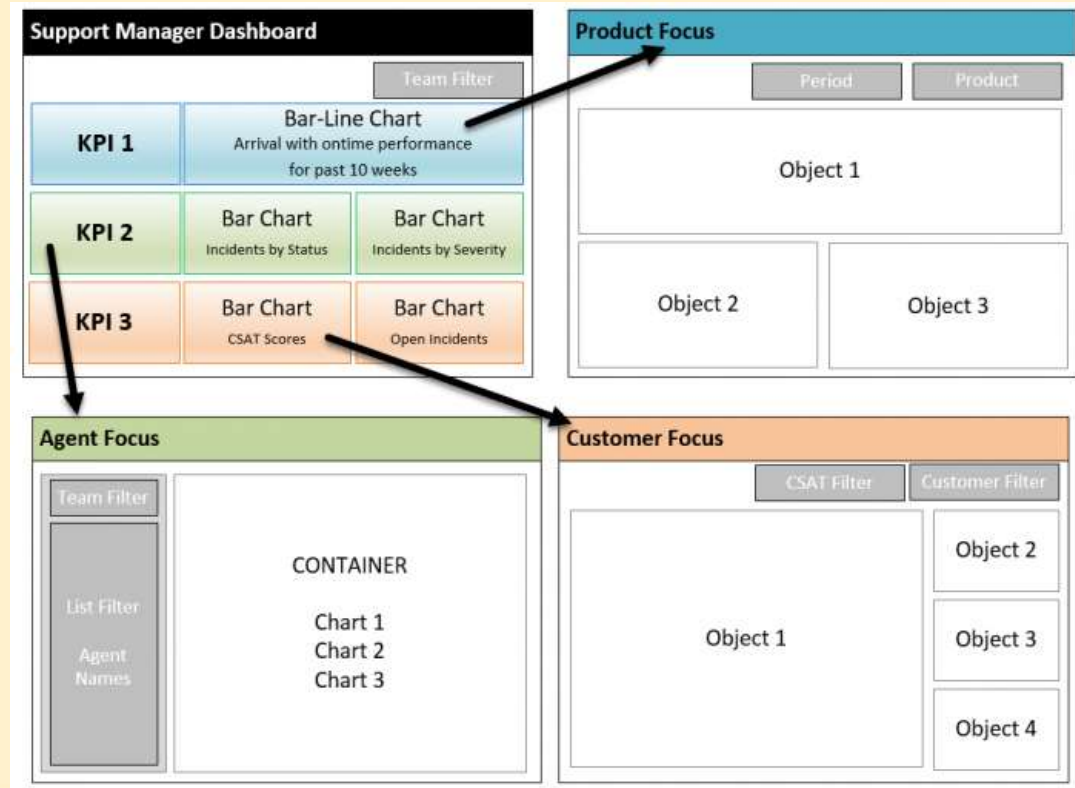 Support Manager Dashboard
Team Filter
KPI 1
Bar-Line Chart
Arrival with ontime performance
for past 10 weeks
KPI 2
Bar Chart
Incidents by Status
Bar Chart
Incidents by Severity
KPI 3
Bar Chart
CSAT Scores
Bar Chart
Open Incidents
Product Focus
Period
Product
Object 1
Object 2
Object 3
Agent Focus
Team Filter
List Filter
Agent
Names
CONTAINER
Chart 1
Chart 2
Chart 3
Customer Focus
CSAT Filter
Customer Filter
Object 1
Object 2
Object 3
Object 4